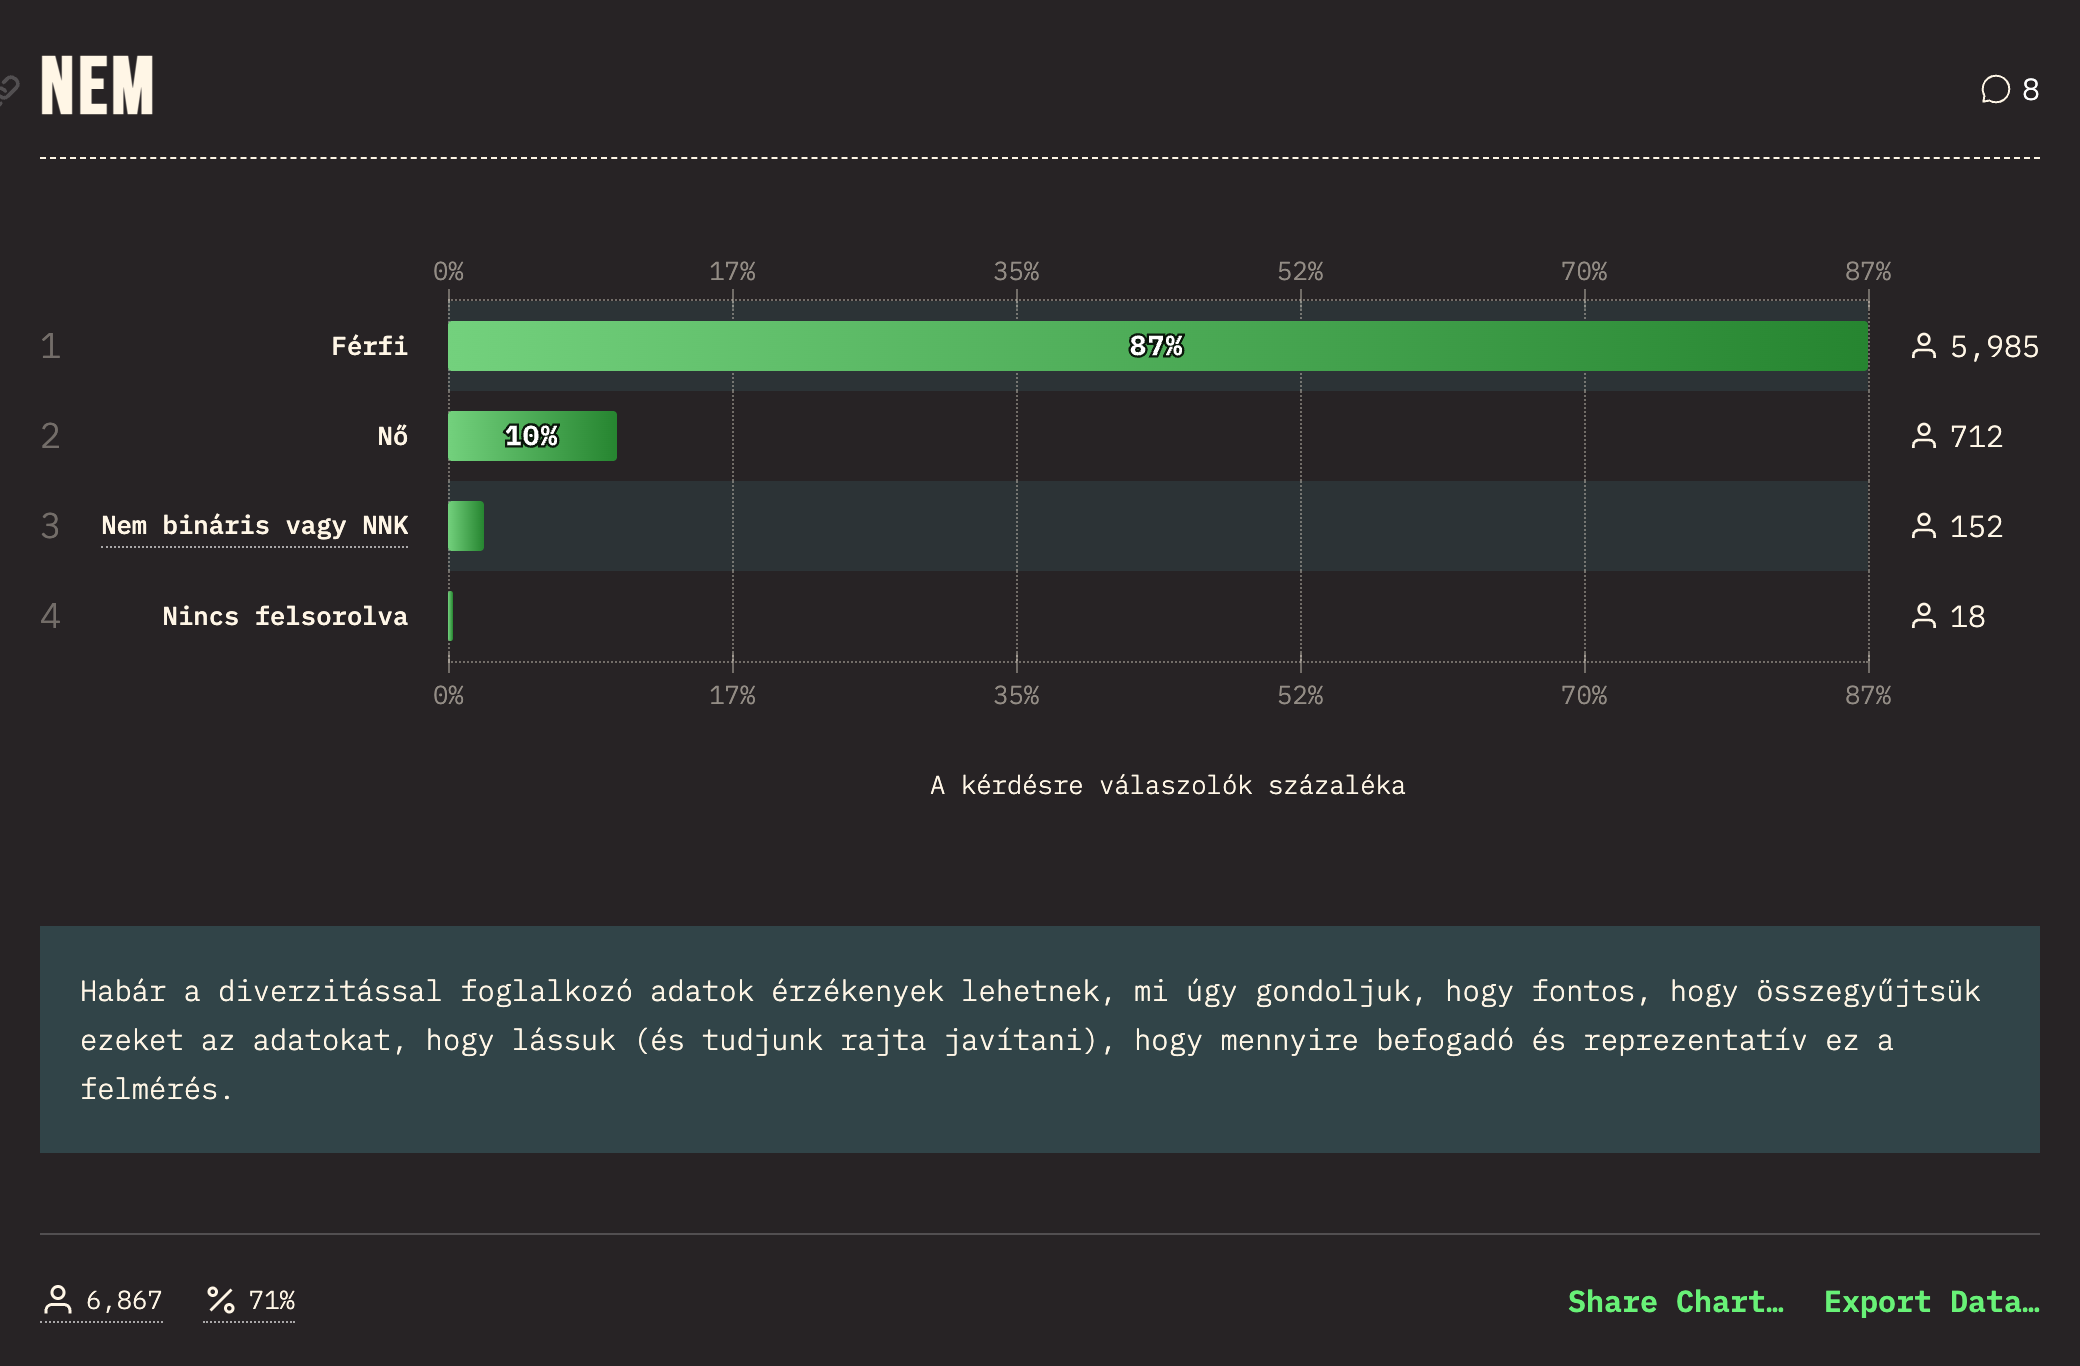 NEM
8
0% 17% 35% 52% 70% 87%
1 Férfi 87% 5,985
2 Nő 10% 712
3 Nem bináris vagy NNK 152
4 Nincs felsorolva 18
0% 17% 35% 52% 70% 87%
A kérdésre válaszolók százaléka
Habár a diverzitással foglalkozó adatok érzékenyek lehetnek, mi úgy gondoljuk, hogy fontos, hogy összegyűjtsük
ezeket az adatokat, hogy lássuk (és tudjunk rajta javítani), hogy mennyire befogadó és reprezentatív ez a
felmérés.
6,867 71% Share Chart… Export Data…